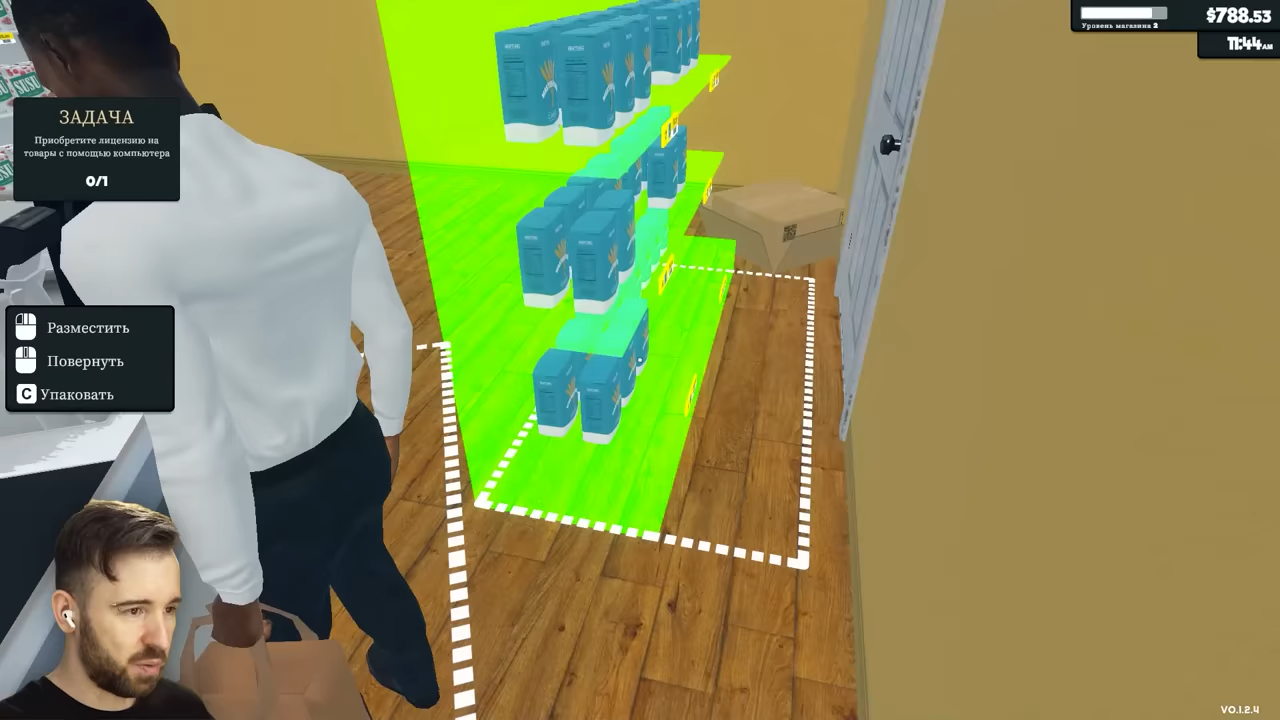 $788.53
Уровень магазина 2
11:44AM
ЗАДАЧА
Приобретите лицензию на
товары с помощью компьютера
0/1
Разместить
Повернуть
C Упаковать
V0.1.2.4